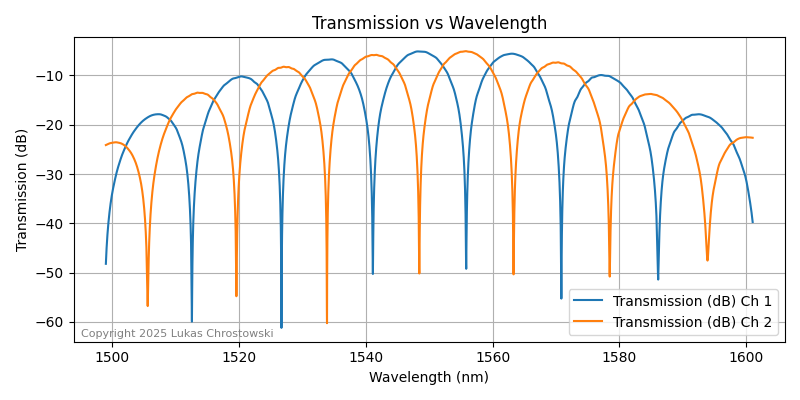 Transmission vs Wavelength
Transmission (dB)
−10
−20
−30
−40
−50
−60
Transmission (dB) Ch 1
Transmission (dB) Ch 2
Copyright 2025 Lukas Chrostowski
1500
1520
1540
1560
1580
1600
Wavelength (nm)